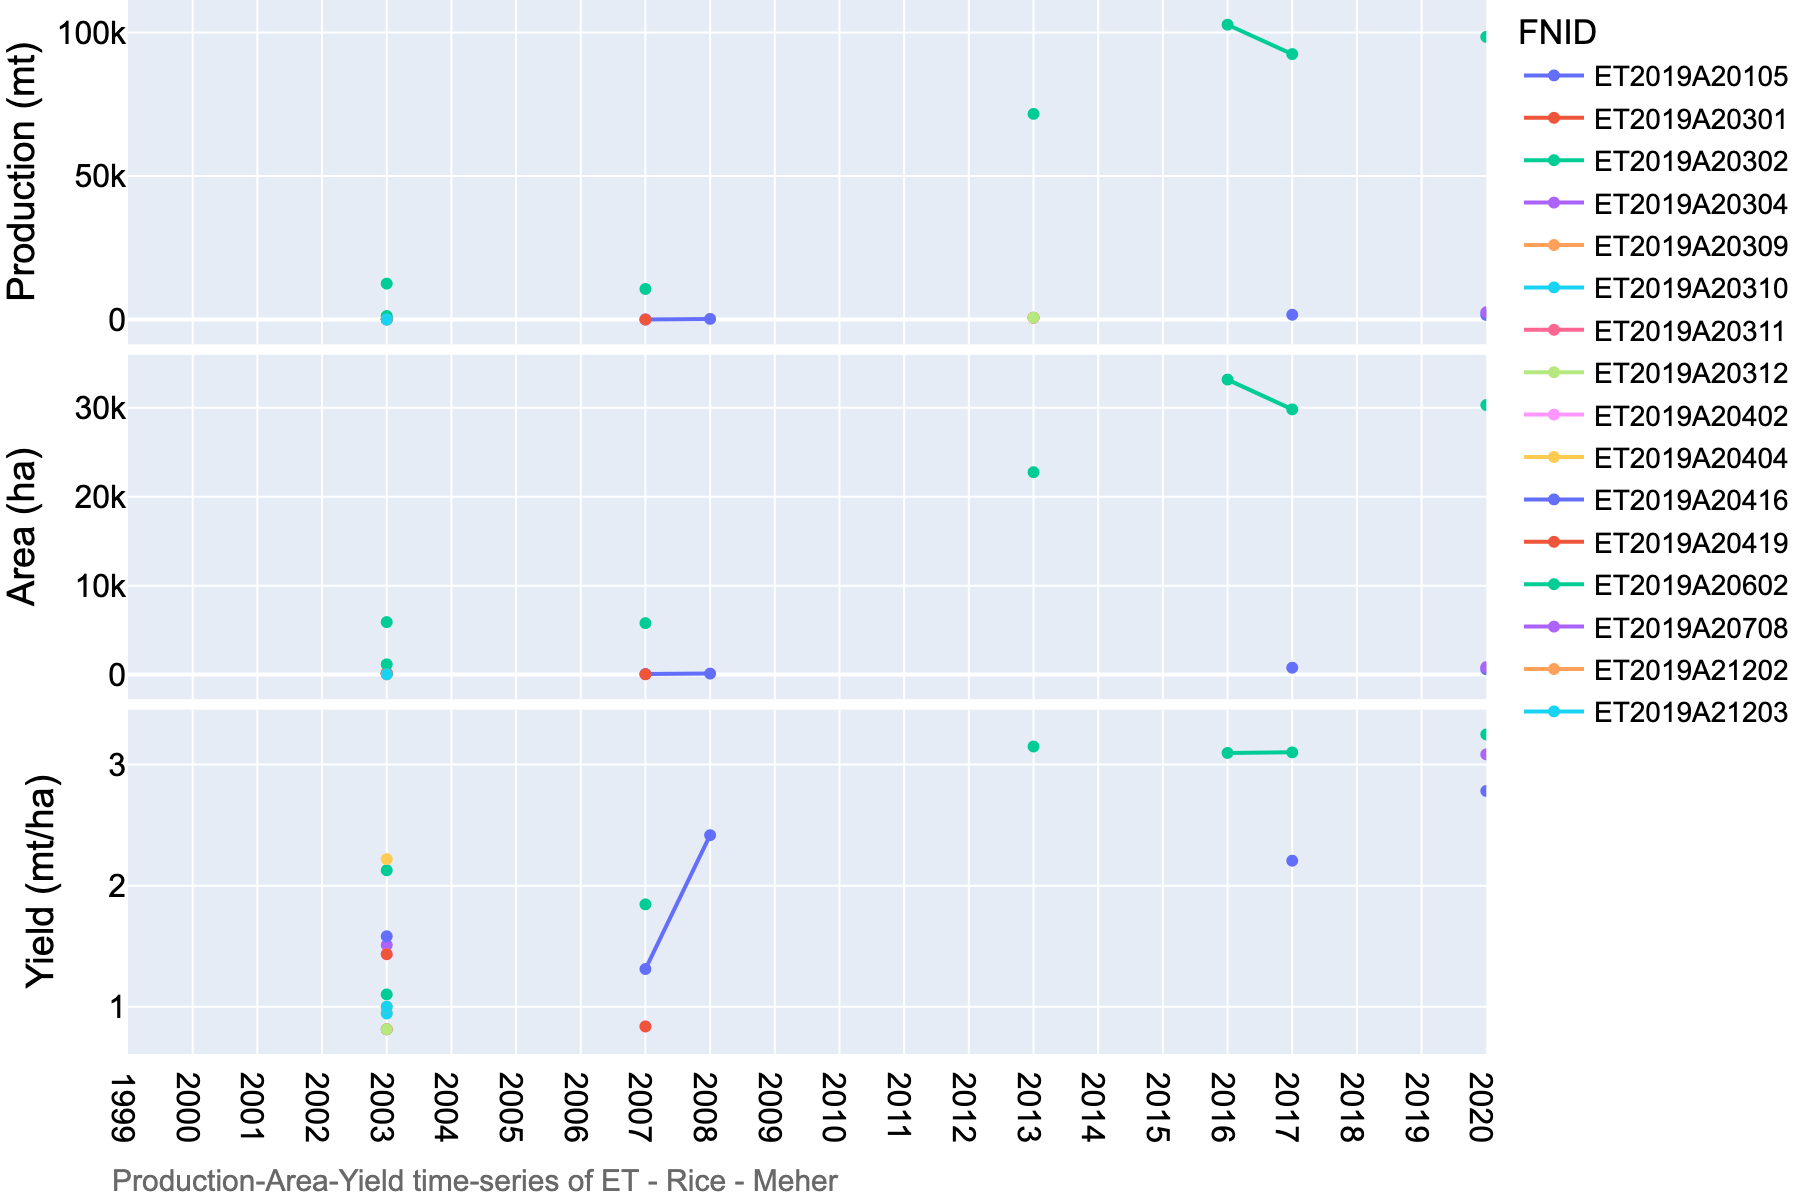 Production (mt)
100k
50k
0
Area (ha)
30k
20k
10k
0
Yield (mt/ha)
3
2
1
1999
2000
2001
2002
2003
2004
2005
2006
2007
2008
2009
2010
2011
2012
2013
2014
2015
2016
2017
2018
2019
2020
Production-Area-Yield time-series of ET - Rice - Meher
FNID
ET2019A20105
ET2019A20301
ET2019A20302
ET2019A20304
ET2019A20309
ET2019A20310
ET2019A20311
ET2019A20312
ET2019A20402
ET2019A20404
ET2019A20416
ET2019A20419
ET2019A20602
ET2019A20708
ET2019A21202
ET2019A21203